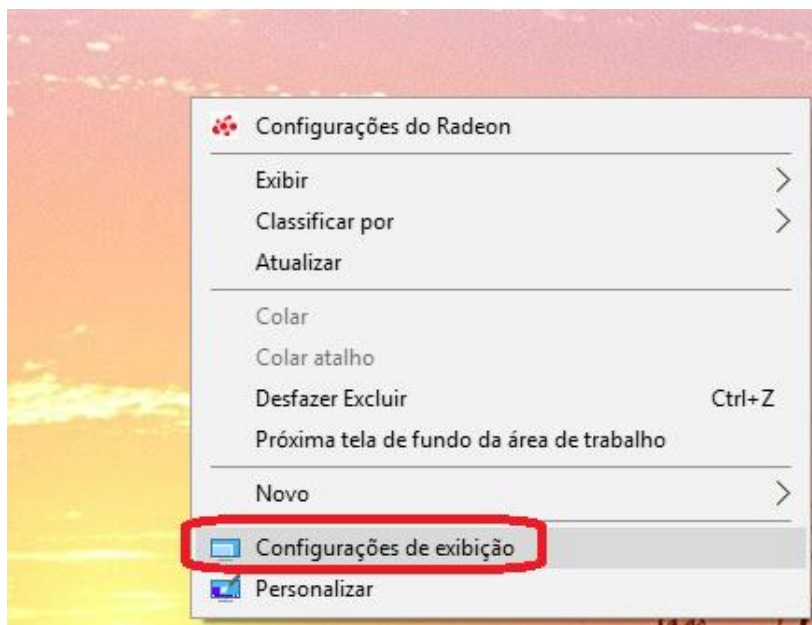 Configurações do Radeon
Exibir
Classificar por
Atualizar
Colar
Colar atalho
Desfazer Excluir Ctrl+Z
Próxima tela de fundo da área de trabalho
Novo
Configurações de exibição
Personalizar